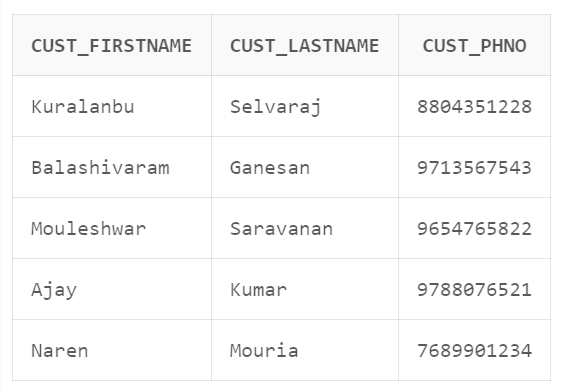 CUST_FIRSTNAME CUST_LASTNAME CUST_PHNO
Kuralanbu Selvaraj 8804351228
Balashivaram Ganesan 9713567543
Mouleshwar Saravanan 9654765822
Ajay Kumar 9788076521
Naren Mouria 7689901234